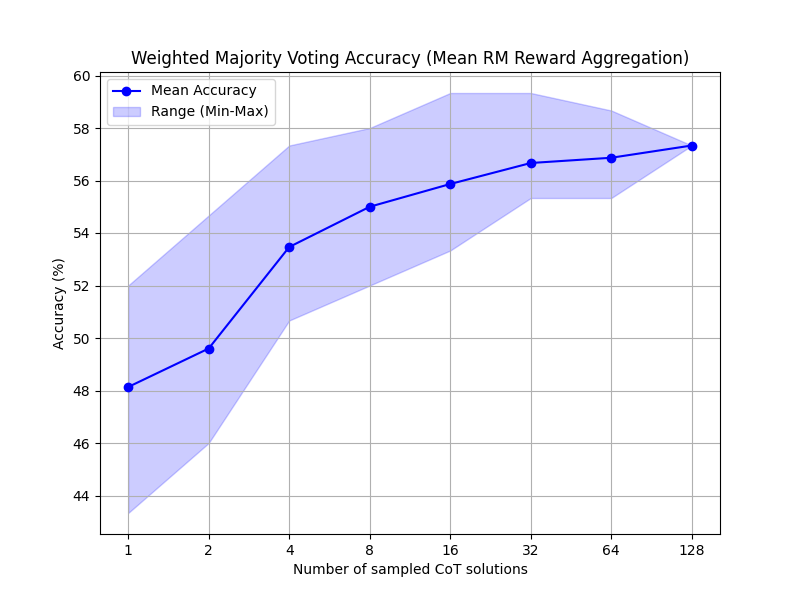 Weighted Majority Voting Accuracy (Mean RM Reward Aggregation)
Mean Accuracy
Range (Min-Max)
Accuracy (%)
60
58
56
54
52
50
48
46
44
1 2 4 8 16 32 64 128
Number of sampled CoT solutions